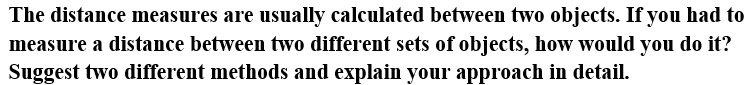 The distance measures are usually calculated between two objects. If you had to
measure a distance between two different sets of objects, how would you do it?
Suggest two different methods and explain your approach in detail.